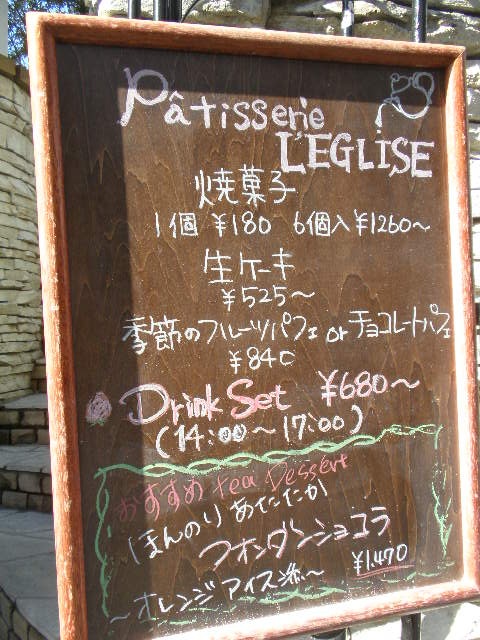 Pâtisserie
L'EGLISE
焼菓子
1個 ¥180 6個入¥1260～
生ケーキ
¥525～
季節のフルーツパフェ or チョコレートパフェ
¥840
Drink Set ¥680～
(14:00～17:00)
おすすめ tea Dessert
ほんのり あたたか
フォンダンショコラ
¥1,470
～オレンジアイス添～